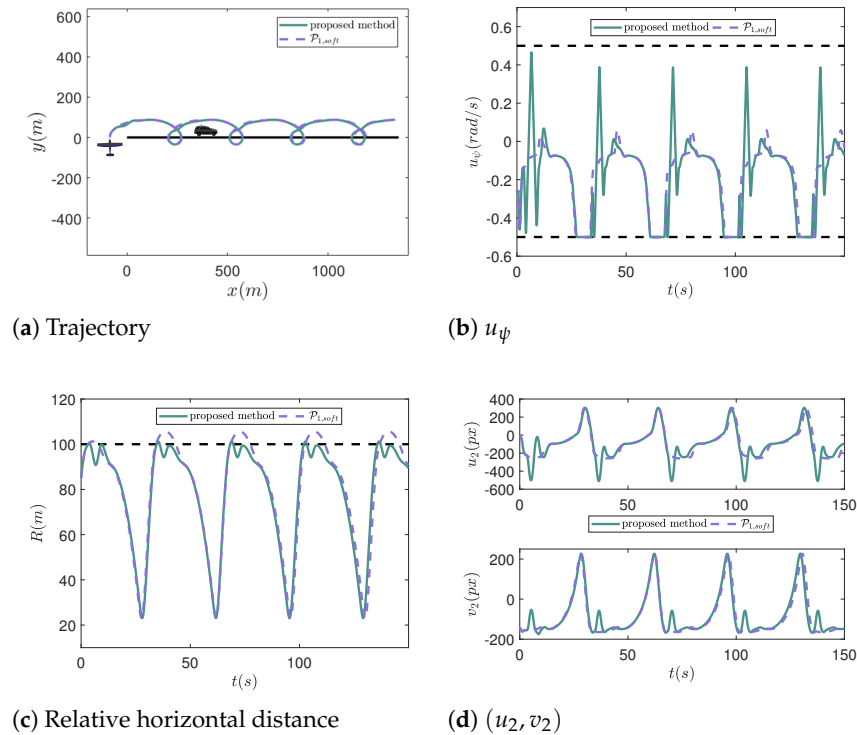 600
400
200
0
-200
-400
y(m)
0 500 1000
x(m)
proposed method
𝒫₁,soft
(a) Trajectory
0.6
0.4
0.2
0
-0.2
-0.4
-0.6
u_ψ(rad/s)
0 50 100
t(s)
proposed method 𝒫₁,soft
(b) u_ψ
120
100
80
60
40
20
R(m)
0 50 100
t(s)
proposed method 𝒫₁,soft
(c) Relative horizontal distance
400
200
0
-200
-400
-600
u₂(px)
0 50 100 150
proposed method 𝒫₁,soft
200
0
-200
v₂(px)
0 50 100 150
t(s)
(d) (u₂, v₂)